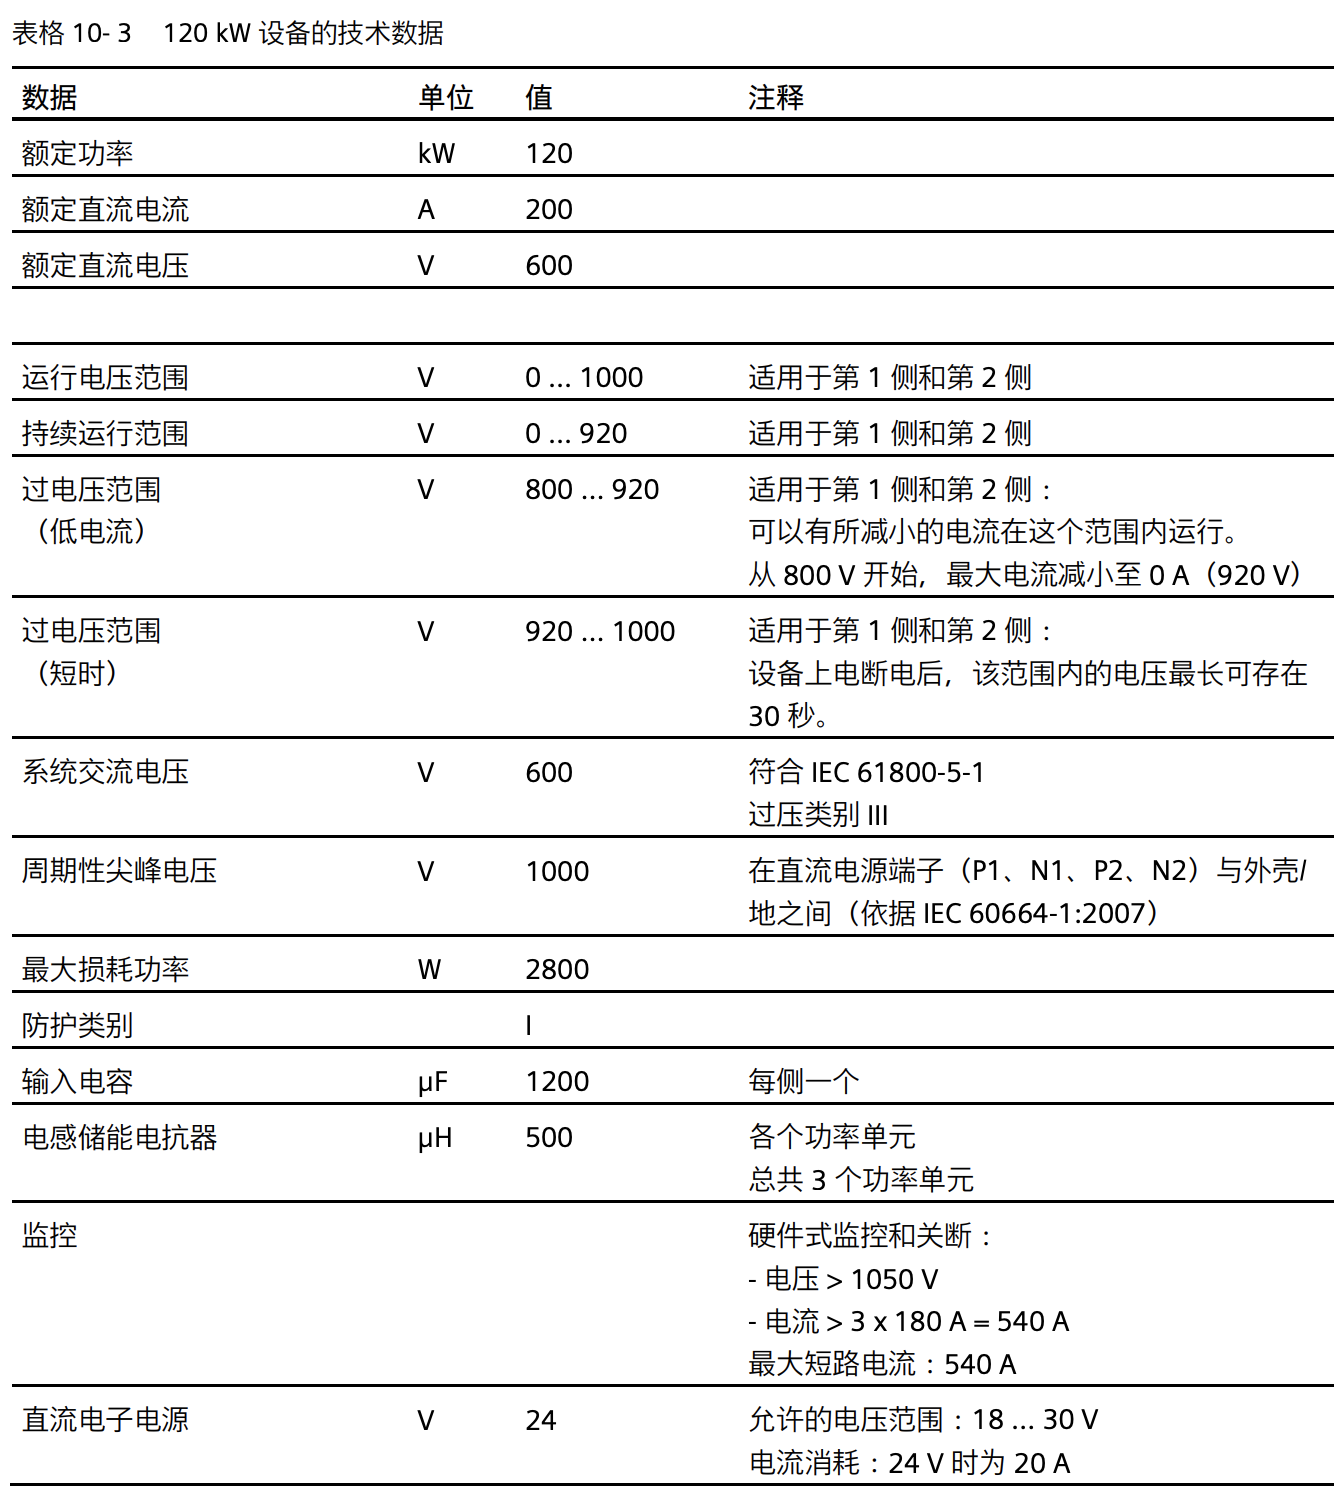 表格 10- 3 120 kW 设备的技术数据
数据 单位 值 注释
额定功率 kW 120
额定直流电流 A 200
额定直流电压 V 600
运行电压范围 V 0 ... 1000 适用于第 1 侧和第 2 侧
持续运行范围 V 0 ... 920 适用于第 1 侧和第 2 侧
过电压范围 V 800 ... 920 适用于第 1 侧和第 2 侧：
（低电流） 可以有所减小的电流在这个范围内运行。
从 800 V 开始，最大电流减小至 0 A（920 V）
过电压范围 V 920 ... 1000 适用于第 1 侧和第 2 侧：
（短时） 设备上电断电后，该范围内的电压最长可存在
30 秒。
系统交流电压 V 600 符合 IEC 61800-5-1
过压类别 III
周期性尖峰电压 V 1000 在直流电源端子（P1、N1、P2、N2）与外壳/
地之间（依据 IEC 60664-1:2007）
最大损耗功率 W 2800
防护类别 I
输入电容 μF 1200 每侧一个
电感储能电抗器 μH 500 各个功率单元
总共 3 个功率单元
监控 硬件式监控和关断：
- 电压 > 1050 V
- 电流 > 3 x 180 A = 540 A
最大短路电流：540 A
直流电子电源 V 24 允许的电压范围：18 ... 30 V
电流消耗：24 V 时为 20 A